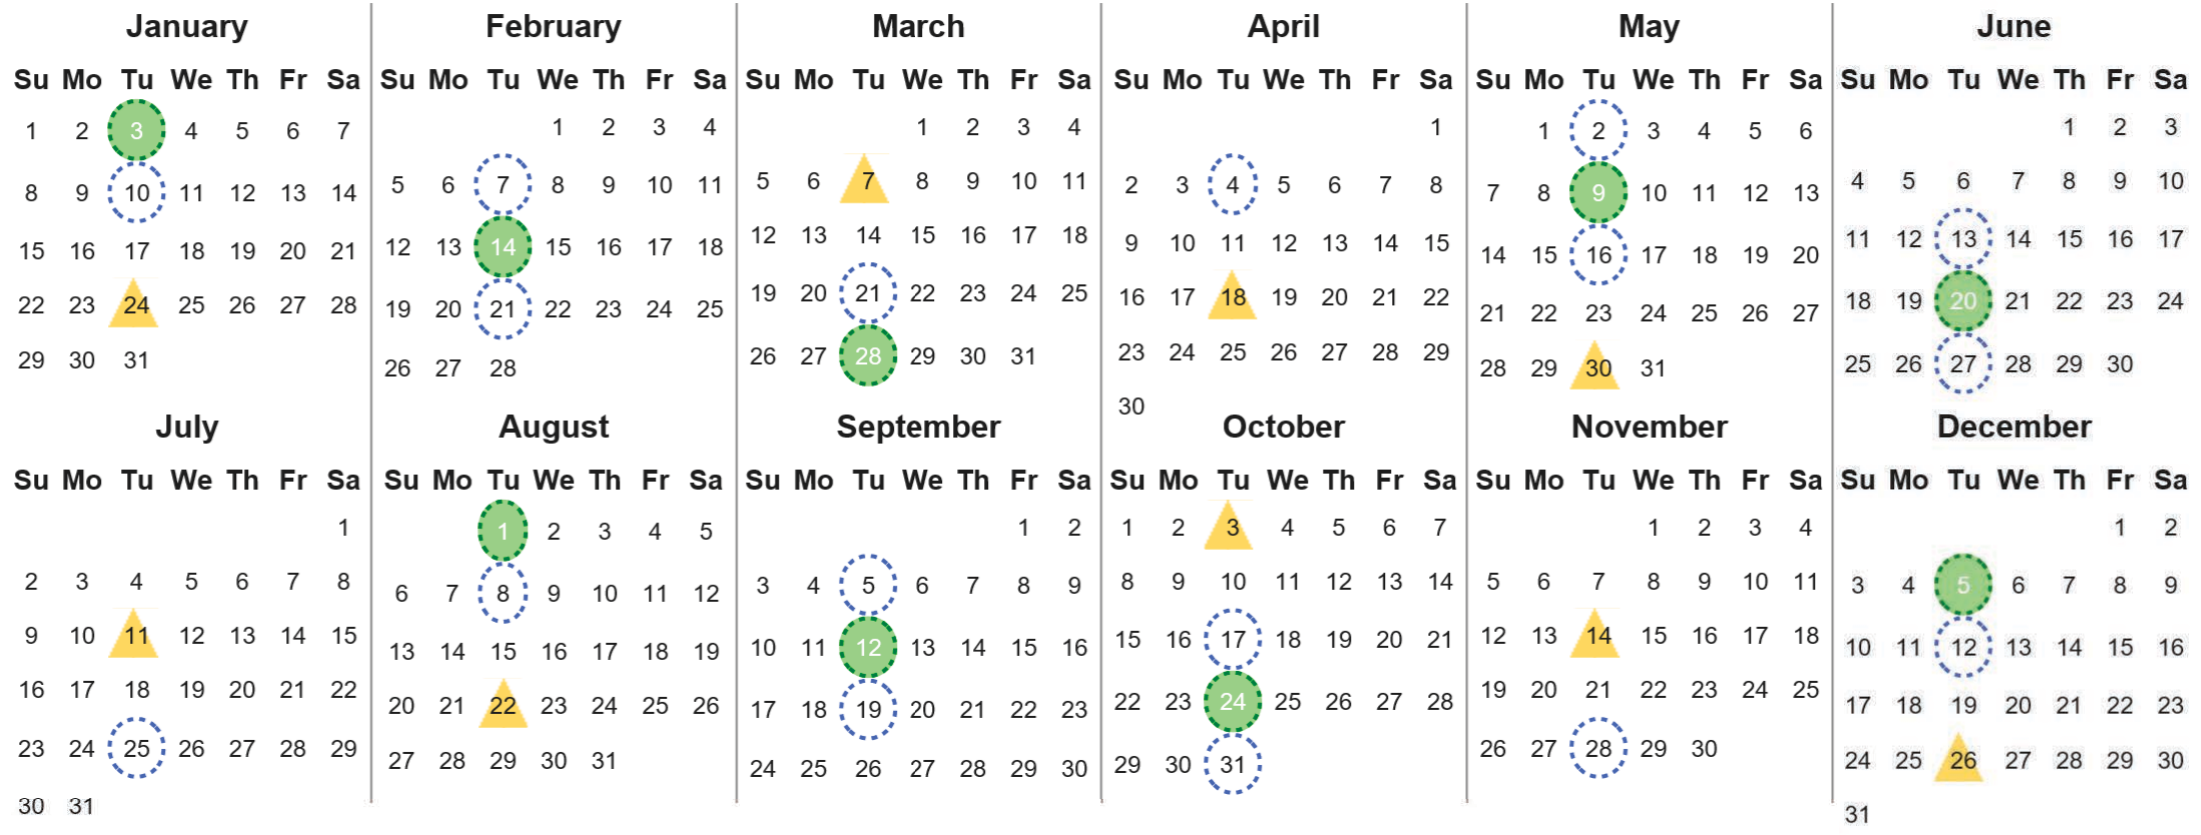 January
Su Mo Tu We Th Fr Sa
1 2 3 4 5 6 7
8 9 10 11 12 13 14
15 16 17 18 19 20 21
22 23 24 25 26 27 28
29 30 31
February
Su Mo Tu We Th Fr Sa
1 2 3 4
5 6 7 8 9 10 11
12 13 14 15 16 17 18
19 20 21 22 23 24 25
26 27 28
March
Su Mo Tu We Th Fr Sa
1 2 3 4
5 6 7 8 9 10 11
12 13 14 15 16 17 18
19 20 21 22 23 24 25
26 27 28 29 30 31
April
Su Mo Tu We Th Fr Sa
1
2 3 4 5 6 7 8
9 10 11 12 13 14 15
16 17 18 19 20 21 22
23 24 25 26 27 28 29
30
May
Su Mo Tu We Th Fr Sa
1 2 3 4 5 6
7 8 9 10 11 12 13
14 15 16 17 18 19 20
21 22 23 24 25 26 27
28 29 30 31
June
Su Mo Tu We Th Fr Sa
1 2 3
4 5 6 7 8 9 10
11 12 13 14 15 16 17
18 19 20 21 22 23 24
25 26 27 28 29 30
July
Su Mo Tu We Th Fr Sa
1
2 3 4 5 6 7 8
9 10 11 12 13 14 15
16 17 18 19 20 21 22
23 24 25 26 27 28 29
30 31
August
Su Mo Tu We Th Fr Sa
1 2 3 4 5
6 7 8 9 10 11 12
13 14 15 16 17 18 19
20 21 22 23 24 25 26
27 28 29 30 31
September
Su Mo Tu We Th Fr Sa
1 2
3 4 5 6 7 8 9
10 11 12 13 14 15 16
17 18 19 20 21 22 23
24 25 26 27 28 29 30
October
Su Mo Tu We Th Fr Sa
1 2 3 4 5 6 7
8 9 10 11 12 13 14
15 16 17 18 19 20 21
22 23 24 25 26 27 28
29 30 31
November
Su Mo Tu We Th Fr Sa
1 2 3 4
5 6 7 8 9 10 11
12 13 14 15 16 17 18
19 20 21 22 23 24 25
26 27 28 29 30
December
Su Mo Tu We Th Fr Sa
1 2
3 4 5 6 7 8 9
10 11 12 13 14 15 16
17 18 19 20 21 22 23
24 25 26 27 28 29 30
31